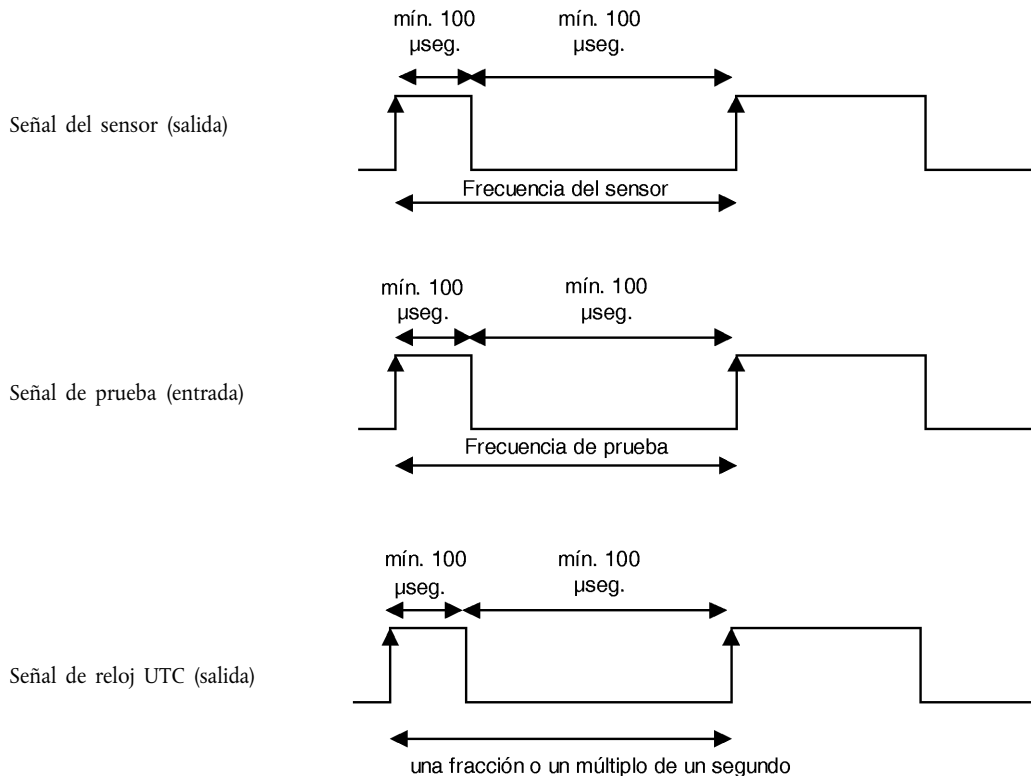 mín. 100 mín. 100
µseg. µseg.
Señal del sensor (salida)
Frecuencia del sensor
mín. 100 mín. 100
µseg. µseg.
Señal de prueba (entrada)
Frecuencia de prueba
mín. 100 mín. 100
µseg. µseg.
Señal de reloj UTC (salida)
una fracción o un múltiplo de un segundo